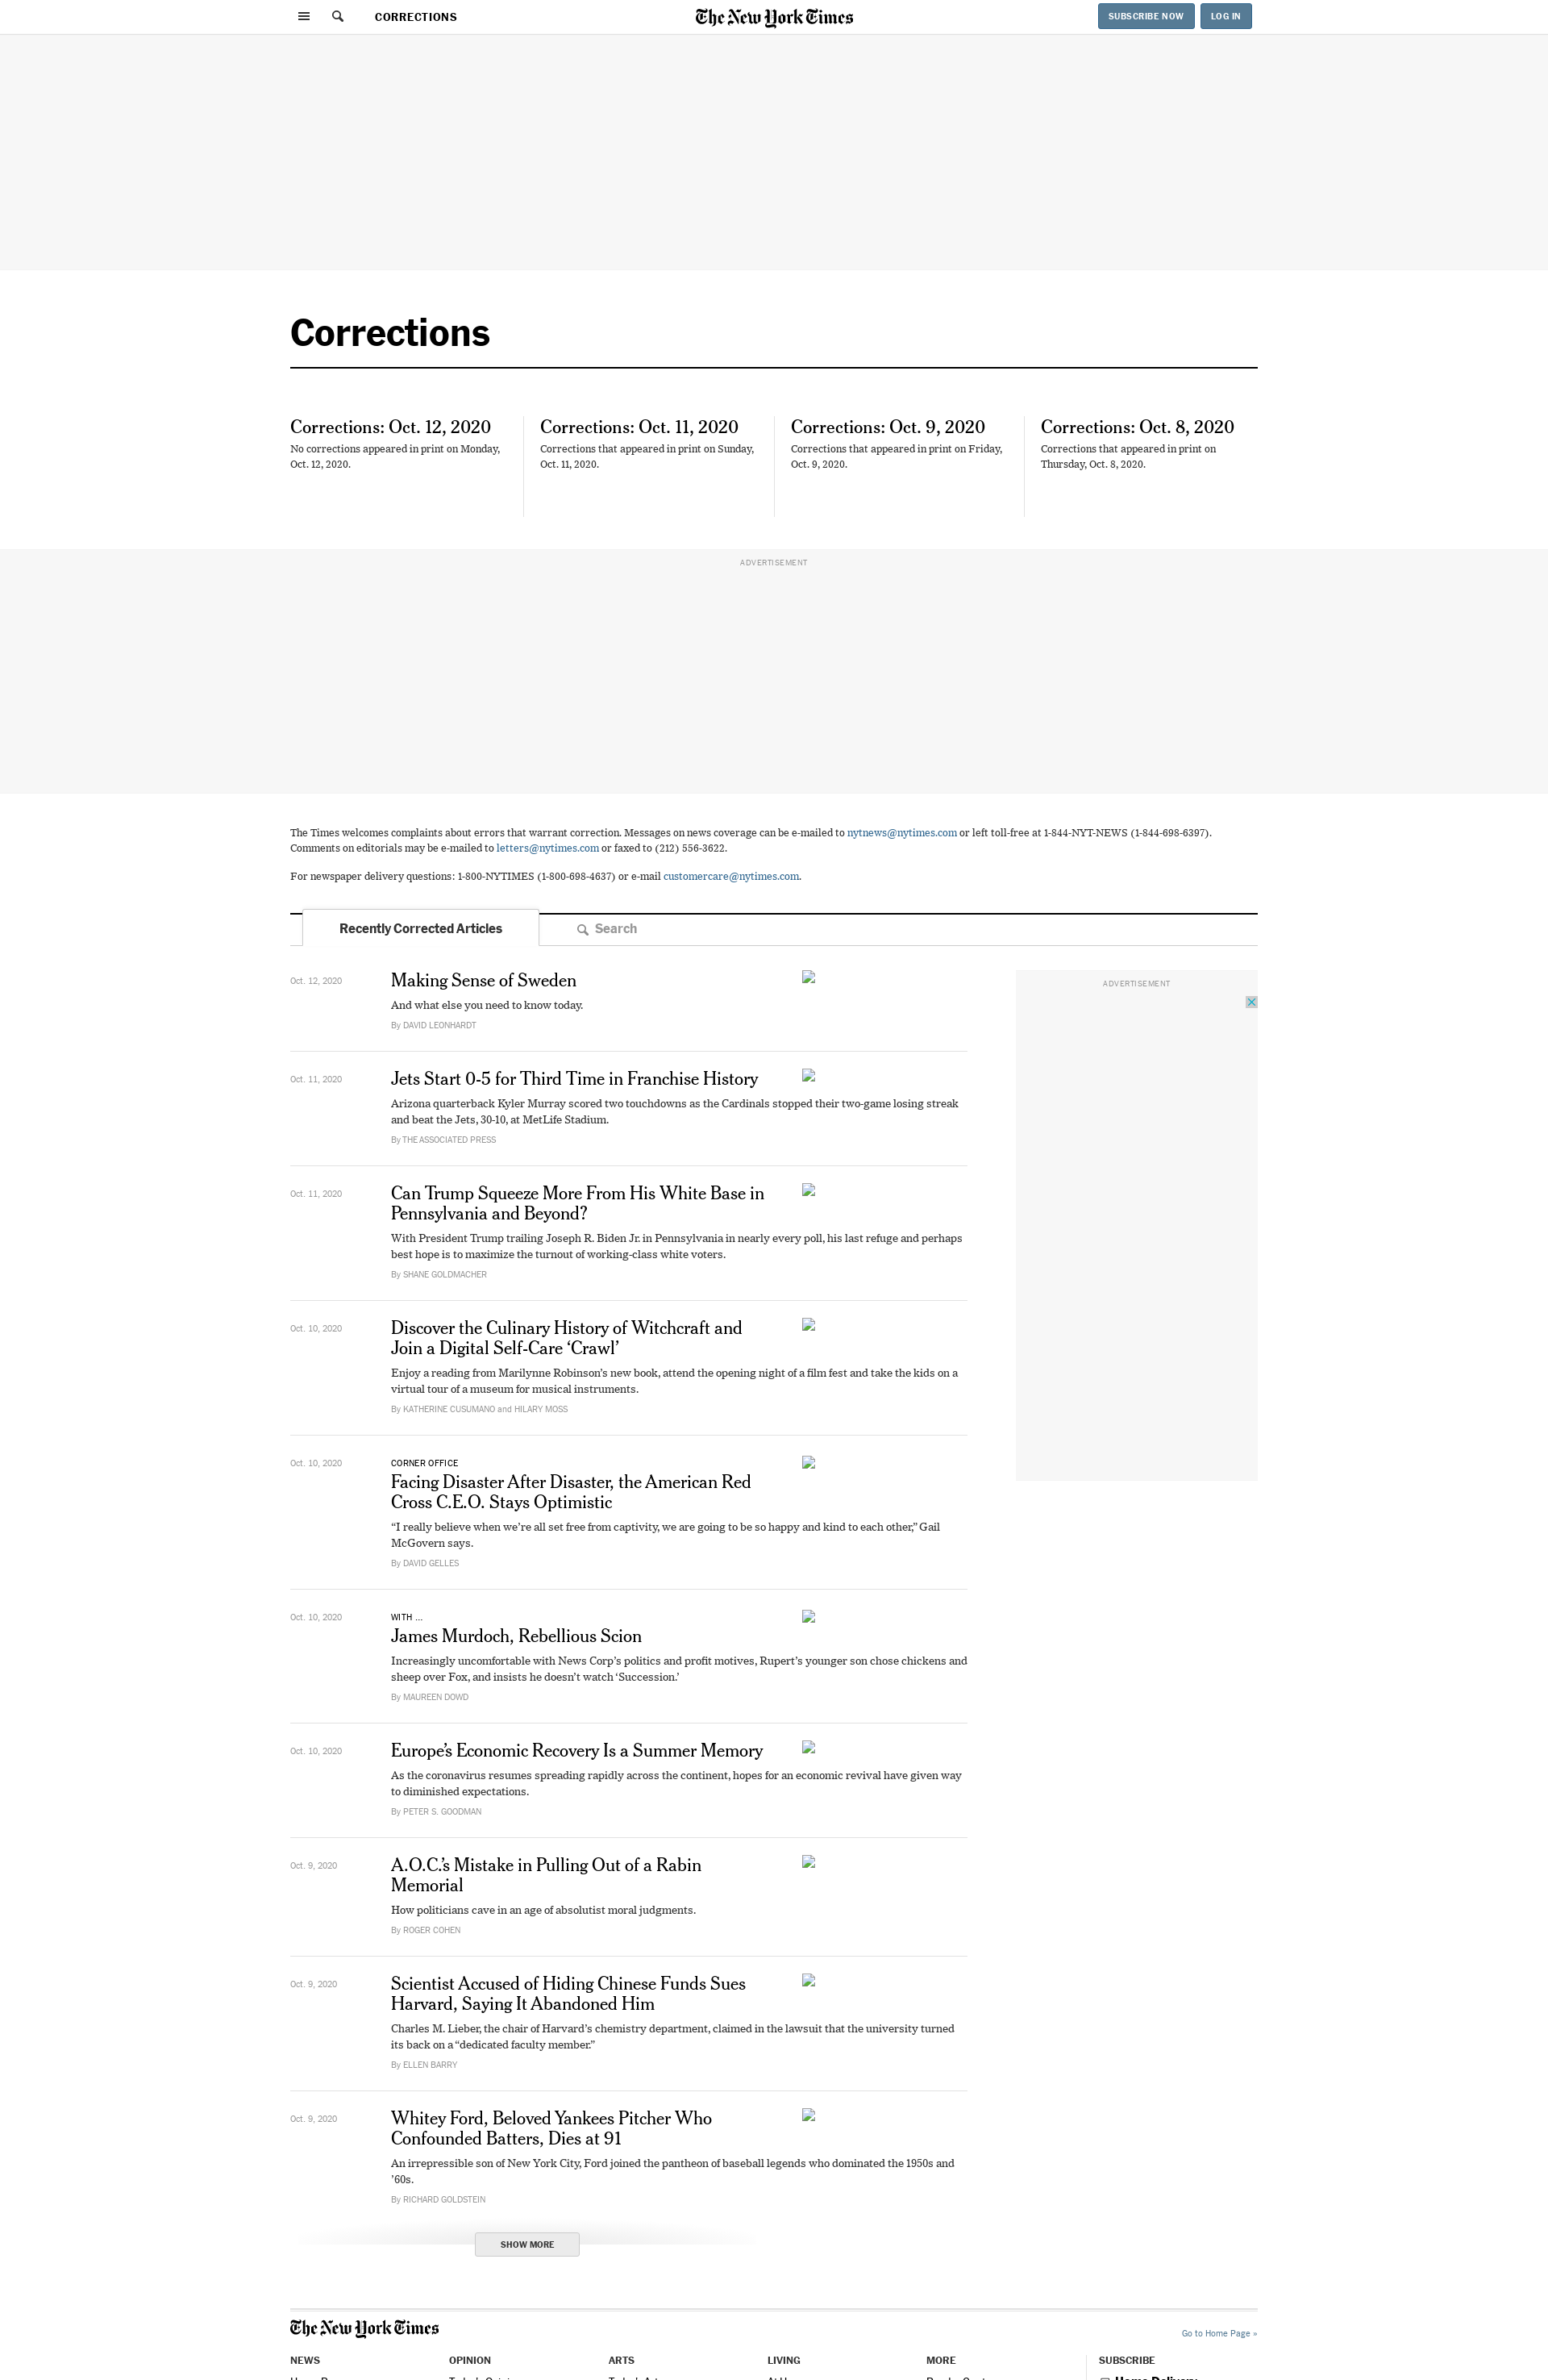 CORRECTIONS
The New York Times
SUBSCRIBE NOW
LOG IN
Corrections
Corrections: Oct. 12, 2020
No corrections appeared in print on Monday,
Oct. 12, 2020.
Corrections: Oct. 11, 2020
Corrections that appeared in print on Sunday,
Oct. 11, 2020.
Corrections: Oct. 9, 2020
Corrections that appeared in print on Friday,
Oct. 9, 2020.
Corrections: Oct. 8, 2020
Corrections that appeared in print on
Thursday, Oct. 8, 2020.
ADVERTISEMENT
The Times welcomes complaints about errors that warrant correction. Messages on news coverage can be e-mailed to nytnews@nytimes.com or left toll-free at 1-844-NYT-NEWS (1-844-698-6397).
Comments on editorials may be e-mailed to letters@nytimes.com or faxed to (212) 556-3622.
For newspaper delivery questions: 1-800-NYTIMES (1-800-698-4637) or e-mail customercare@nytimes.com.
Recently Corrected Articles
Search
ADVERTISEMENT
Oct. 12, 2020
Making Sense of Sweden
And what else you need to know today.
By DAVID LEONHARDT
Oct. 11, 2020
Jets Start 0-5 for Third Time in Franchise History
Arizona quarterback Kyler Murray scored two touchdowns as the Cardinals stopped their two-game losing streak
and beat the Jets, 30-10, at MetLife Stadium.
By THE ASSOCIATED PRESS
Oct. 11, 2020
Can Trump Squeeze More From His White Base in
Pennsylvania and Beyond?
With President Trump trailing Joseph R. Biden Jr. in Pennsylvania in nearly every poll, his last refuge and perhaps
best hope is to maximize the turnout of working-class white voters.
By SHANE GOLDMACHER
Oct. 10, 2020
Discover the Culinary History of Witchcraft and
Join a Digital Self-Care ‘Crawl’
Enjoy a reading from Marilynne Robinson’s new book, attend the opening night of a film fest and take the kids on a
virtual tour of a museum for musical instruments.
By KATHERINE CUSUMANO and HILARY MOSS
Oct. 10, 2020
CORNER OFFICE
Facing Disaster After Disaster, the American Red
Cross C.E.O. Stays Optimistic
“I really believe when we’re all set free from captivity, we are going to be so happy and kind to each other,” Gail
McGovern says.
By DAVID GELLES
Oct. 10, 2020
WITH ...
James Murdoch, Rebellious Scion
Increasingly uncomfortable with News Corp’s politics and profit motives, Rupert’s younger son chose chickens and
sheep over Fox, and insists he doesn’t watch ‘Succession.’
By MAUREEN DOWD
Oct. 10, 2020
Europe’s Economic Recovery Is a Summer Memory
As the coronavirus resumes spreading rapidly across the continent, hopes for an economic revival have given way
to diminished expectations.
By PETER S. GOODMAN
Oct. 9, 2020
A.O.C.’s Mistake in Pulling Out of a Rabin
Memorial
How politicians cave in an age of absolutist moral judgments.
By ROGER COHEN
Oct. 9, 2020
Scientist Accused of Hiding Chinese Funds Sues
Harvard, Saying It Abandoned Him
Charles M. Lieber, the chair of Harvard’s chemistry department, claimed in the lawsuit that the university turned
its back on a “dedicated faculty member.”
By ELLEN BARRY
Oct. 9, 2020
Whitey Ford, Beloved Yankees Pitcher Who
Confounded Batters, Dies at 91
An irrepressible son of New York City, Ford joined the pantheon of baseball legends who dominated the 1950s and
’60s.
By RICHARD GOLDSTEIN
SHOW MORE
The New York Times
Go to Home Page »
NEWS
OPINION
ARTS
LIVING
MORE
SUBSCRIBE